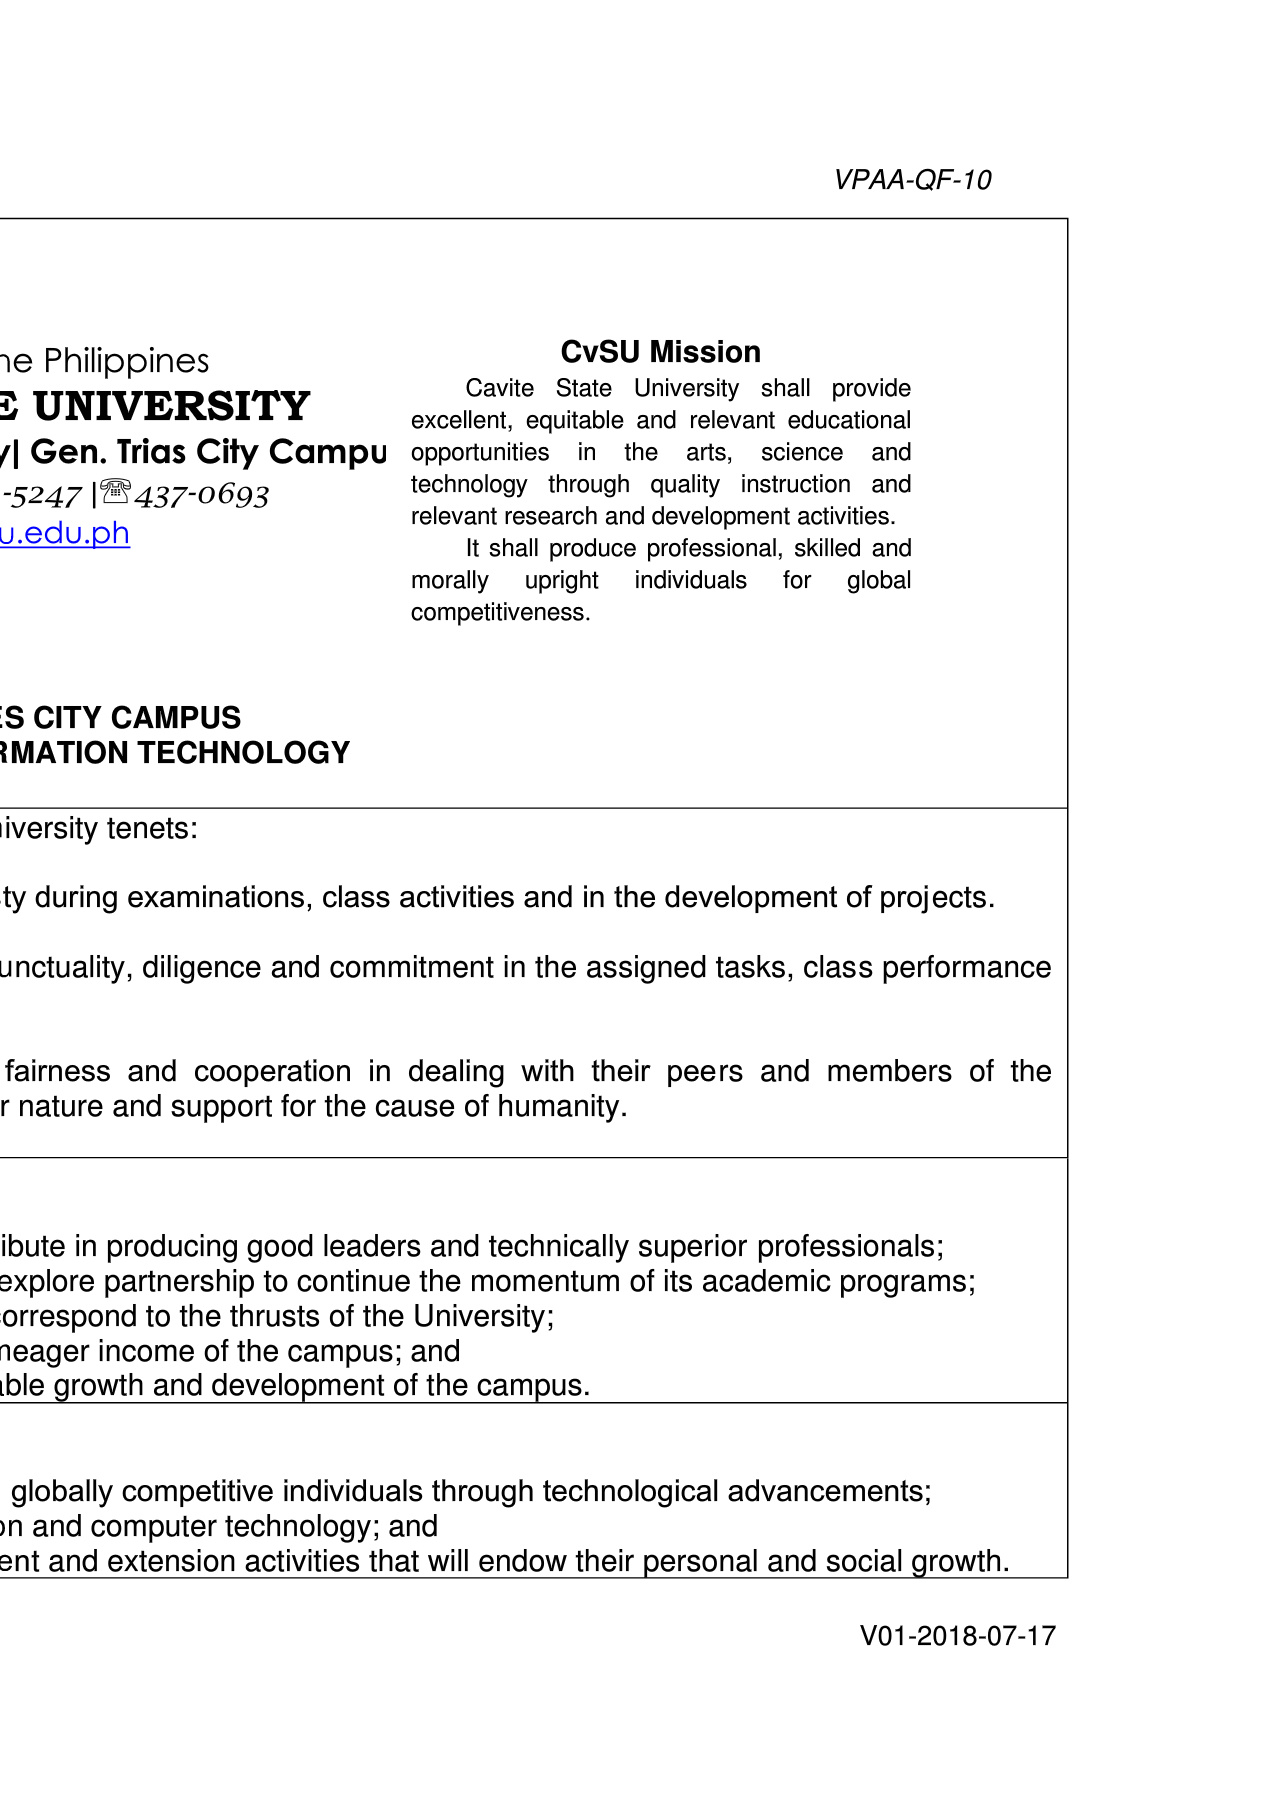 VPAA-QF-10
he Philippines
E UNIVERSITY
y| Gen. Trias City Campu
-5247 |☏437-0693
u.edu.ph
CvSU Mission
Cavite State University shall provide
excellent, equitable and relevant educational
opportunities in the arts, science and
technology through quality instruction and
relevant research and development activities.
It shall produce professional, skilled and
morally upright individuals for global
competitiveness.
ES CITY CAMPUS
RMATION TECHNOLOGY
iversity tenets:
ty during examinations, class activities and in the development of projects.
unctuality, diligence and commitment in the assigned tasks, class performance
fairness and cooperation in dealing with their peers and members of the
r nature and support for the cause of humanity.
ibute in producing good leaders and technically superior professionals;
explore partnership to continue the momentum of its academic programs;
correspond to the thrusts of the University;
meager income of the campus; and
able growth and development of the campus.
globally competitive individuals through technological advancements;
on and computer technology; and
ent and extension activities that will endow their personal and social growth.
V01-2018-07-17